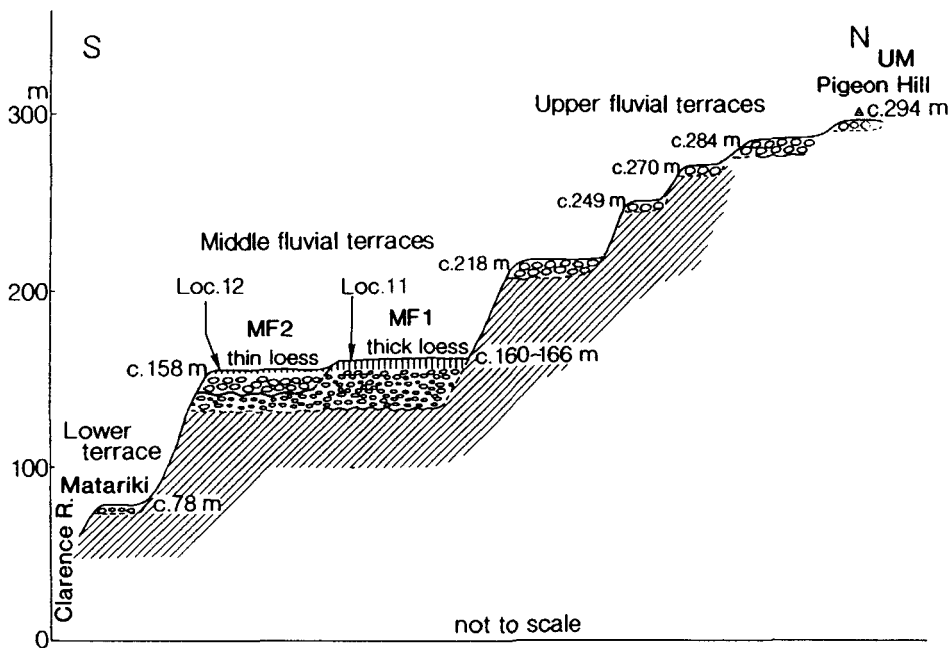 S
N
UM
Pigeon Hill
c.294 m
m
300
200
100
0
Upper fluvial terraces
c.284 m
c.270 m
c.249 m
Middle fluvial terraces
c.218 m
Loc.12
Loc.11
MF2
thin loess
MF1
thick loess
c.158 m
c.160~166 m
Lower
terrace
Matariki
c.78 m
Clarence R.
not to scale